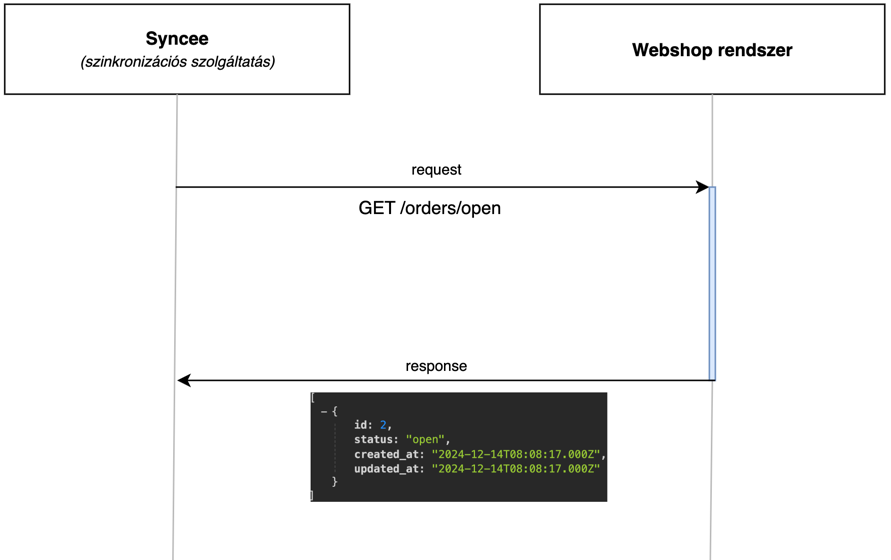 Syncee
(szinkronizációs szolgáltatás)
Webshop rendszer
request
GET /orders/open
response
[
– {
id: 2,
status: "open",
created_at: "2024-12-14T08:08:17.000Z",
updated_at: "2024-12-14T08:08:17.000Z"
}
]